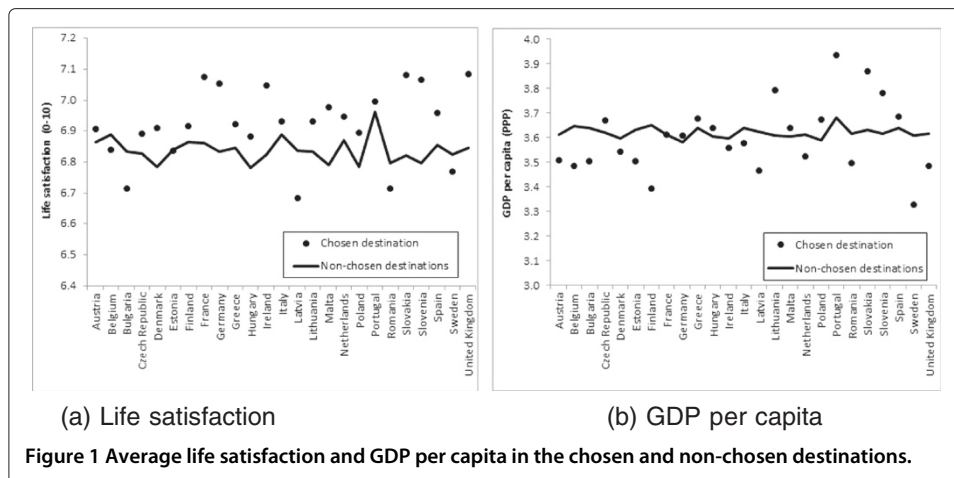 7.2
7.1
7.0
6.9
6.8
6.7
6.6
6.5
6.4
Life satisfaction (0-10)
Chosen destination
Non-chosen destinations
Austria
Belgium
Bulgaria
Czech Republic
Denmark
Estonia
Finland
France
Germany
Greece
Hungary
Ireland
Italy
Latvia
Lithuania
Malta
Netherlands
Poland
Portugal
Romania
Slovakia
Slovenia
Spain
Sweden
United Kingdom
(a) Life satisfaction
4.0
3.9
3.8
3.7
3.6
3.5
3.4
3.3
3.2
3.1
3.0
GDP per capita (PPP)
Chosen destination
Non-chosen destinations
Austria
Belgium
Bulgaria
Czech Republic
Denmark
Estonia
Finland
France
Germany
Greece
Hungary
Ireland
Italy
Latvia
Lithuania
Malta
Netherlands
Poland
Portugal
Romania
Slovakia
Slovenia
Spain
Sweden
United Kingdom
(b) GDP per capita
Figure 1 Average life satisfaction and GDP per capita in the chosen and non-chosen destinations.